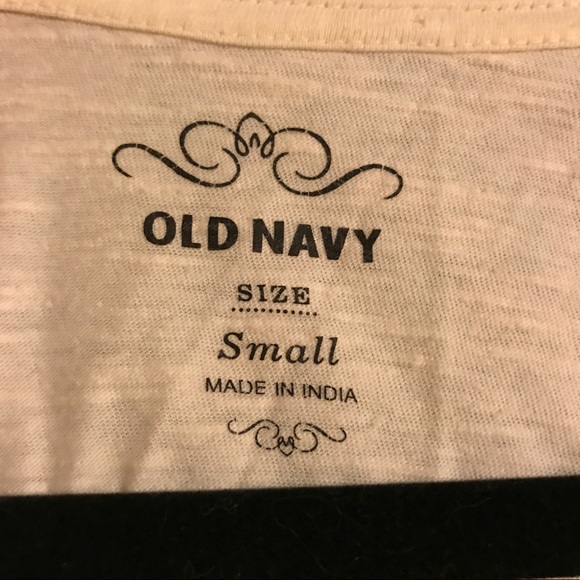 OLD NAVY
SIZE
Small
MADE IN INDIA